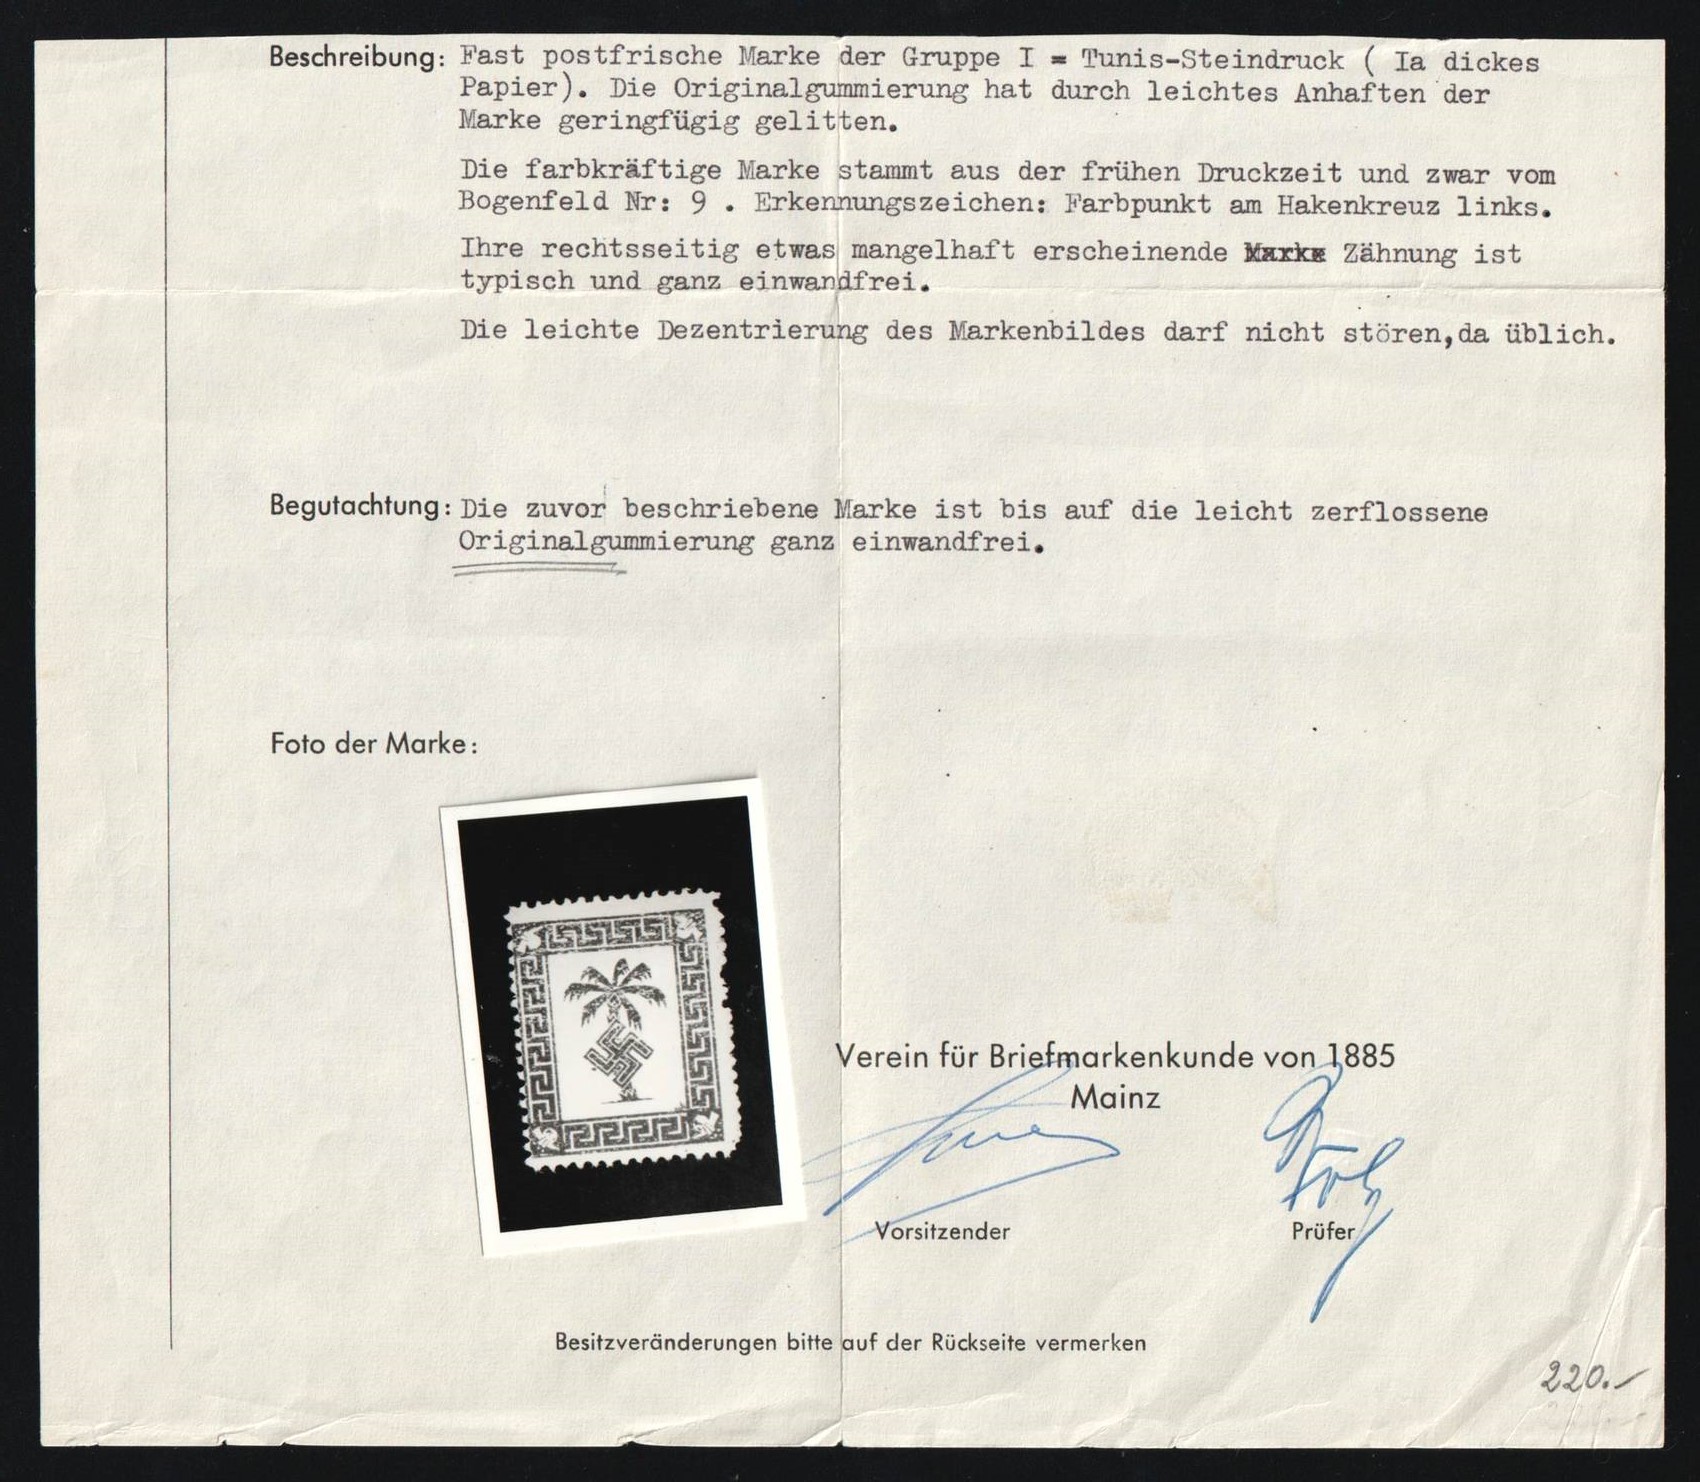 Beschreibung: Fast postfrische Marke der Gruppe I = Tunis-Steindruck ( Ia dickes
Papier). Die Originalgummierung hat durch leichtes Anhaften der
Marke geringfügig gelitten.
Die farbkräftige Marke stammt aus der frühen Druckzeit und zwar vom
Bogenfeld Nr: 9 . Erkennungszeichen: Farbpunkt am Hakenkreuz links.
Ihre rechtsseitig etwas mangelhaft erscheinende Zähnung ist
typisch und ganz einwandfrei.
Die leichte Dezentrierung des Markenbildes darf nicht stören,da üblich.
Begutachtung: Die zuvor beschriebene Marke ist bis auf die leicht zerflossene
Originalgummierung ganz einwandfrei.
Foto der Marke:
Verein für Briefmarkenkunde von 1885
Mainz
Vorsitzender Prüfer
Besitzveränderungen bitte auf der Rückseite vermerken
220.-